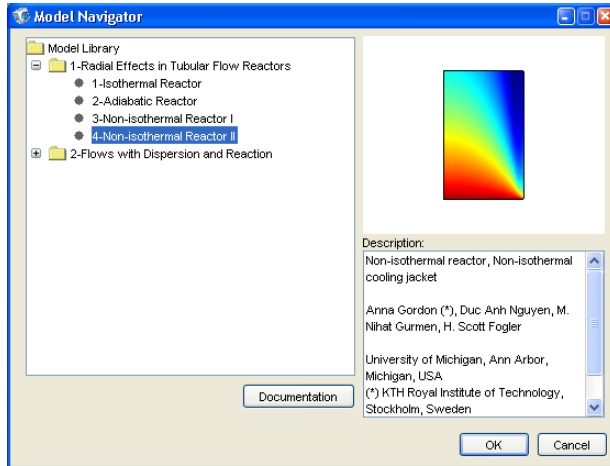 Model Navigator
Model Library
1-Radial Effects in Tubular Flow Reactors
1-Isothermal Reactor
2-Adiabatic Reactor
3-Non-isothermal Reactor I
4-Non-isothermal Reactor II
2-Flows with Dispersion and Reaction
Description:
Non-isothermal reactor, Non-isothermal
cooling jacket
Anna Gordon (*), Duc Anh Nguyen, M.
Nihat Gurmen, H. Scott Fogler
University of Michigan, Ann Arbor,
Michigan, USA
(*) KTH Royal Institute of Technology,
Stockholm, Sweden
Documentation
OK
Cancel